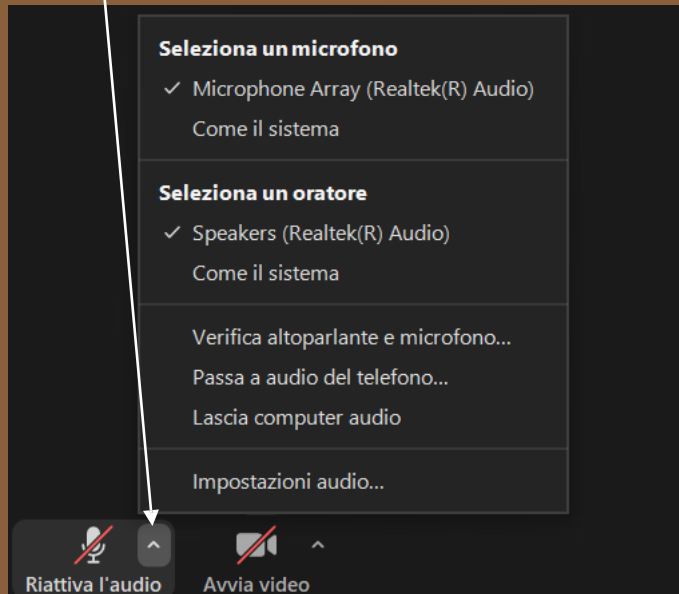 Seleziona un microfono
Microphone Array (Realtek(R) Audio)
Come il sistema
Seleziona un oratore
Speakers (Realtek(R) Audio)
Come il sistema
Verifica altoparlante e microfono...
Passa a audio del telefono...
Lascia computer audio
Impostazioni audio...
Riattiva l'audio
Avvia video